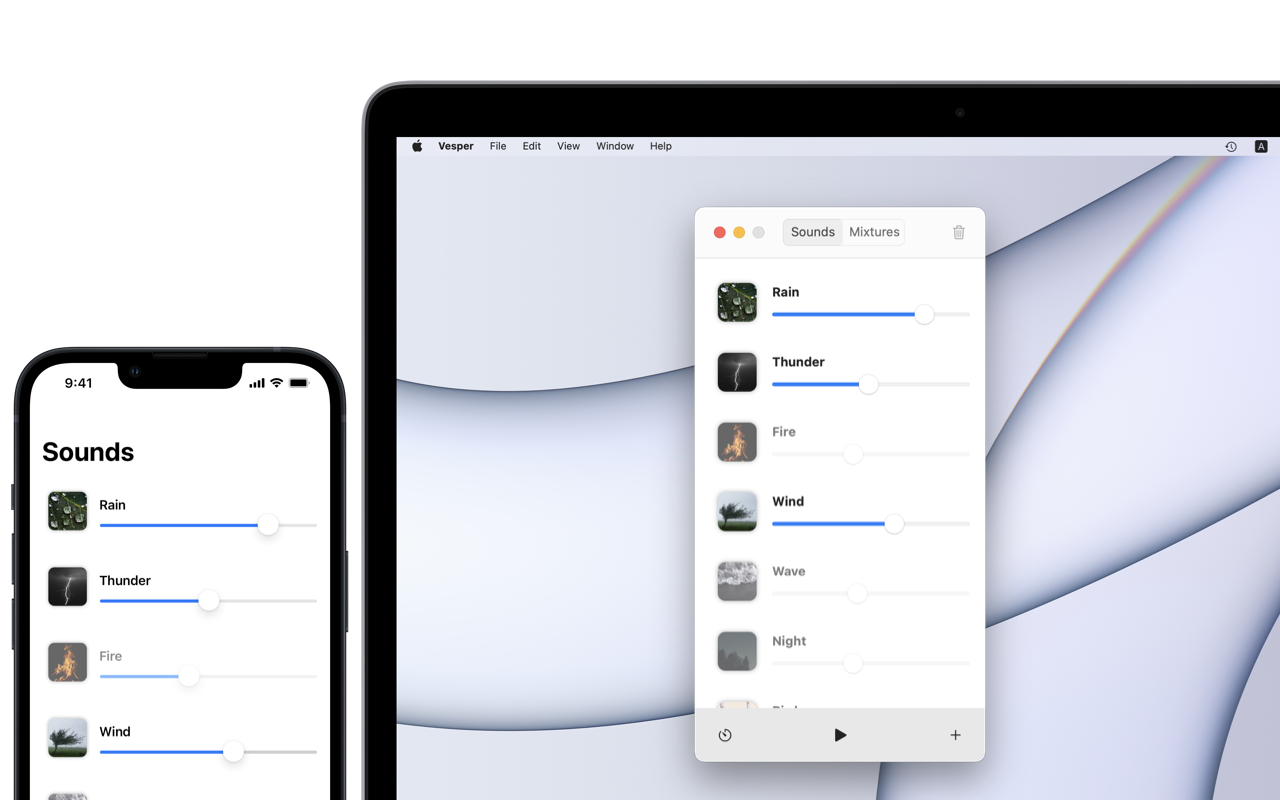 Vesper File Edit View Window Help A
Sounds Mixtures
Rain
Thunder
Fire
Wind
Wave
Night
9:41
Sounds
Rain
Thunder
Fire
Wind